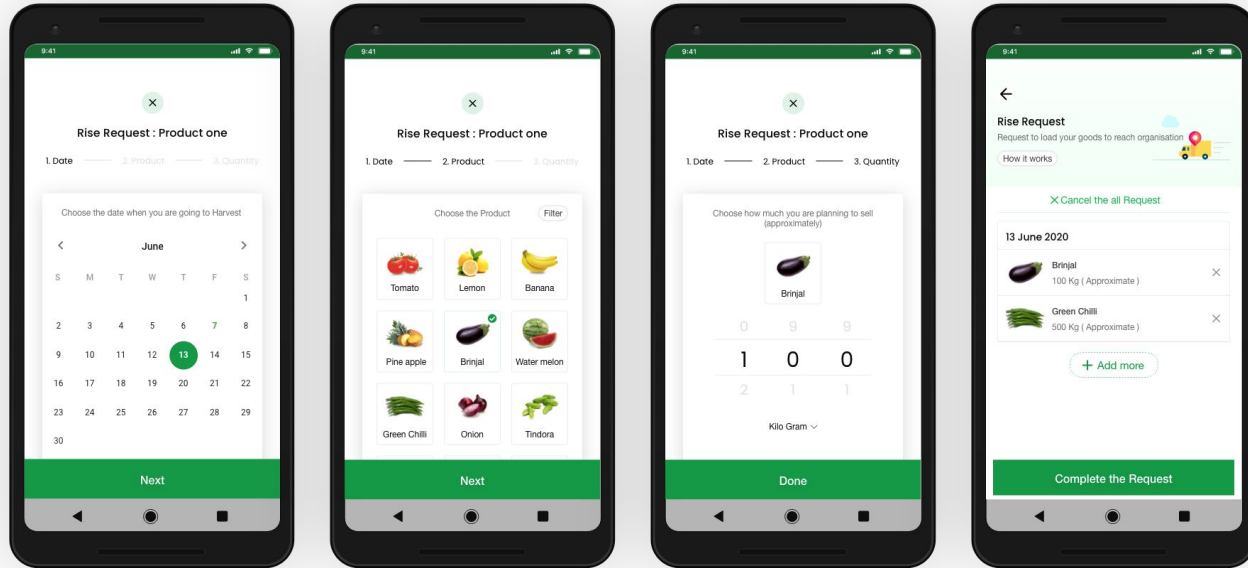 9:41
Rise Request : Product one
1. Date 2. Product 3. Quantity
Choose the date when you are going to Harvest
June
S M T W T F S
1
2 3 4 5 6 7 8
9 10 11 12 13 14 15
16 17 18 19 20 21 22
23 24 25 26 27 28 29
30
Next
9:41
Rise Request : Product one
1. Date 2. Product 3. Quantity
Choose the Product Filter
Tomato Lemon Banana
Pine apple Brinjal Water melon
Green Chilli Onion Tindora
Next
9:41
Rise Request : Product one
1. Date 2. Product 3. Quantity
Choose how much you are planning to sell
(approximately)
Brinjal
0 9 9
1 0 0
2 1 1
Kilo Gram
Done
9:41
Rise Request
Request to load your goods to reach organisation
How it works
Cancel the all Request
13 June 2020
Brinjal
100 Kg ( Approximate )
Green Chilli
500 Kg ( Approximate )
+ Add more
Complete the Request